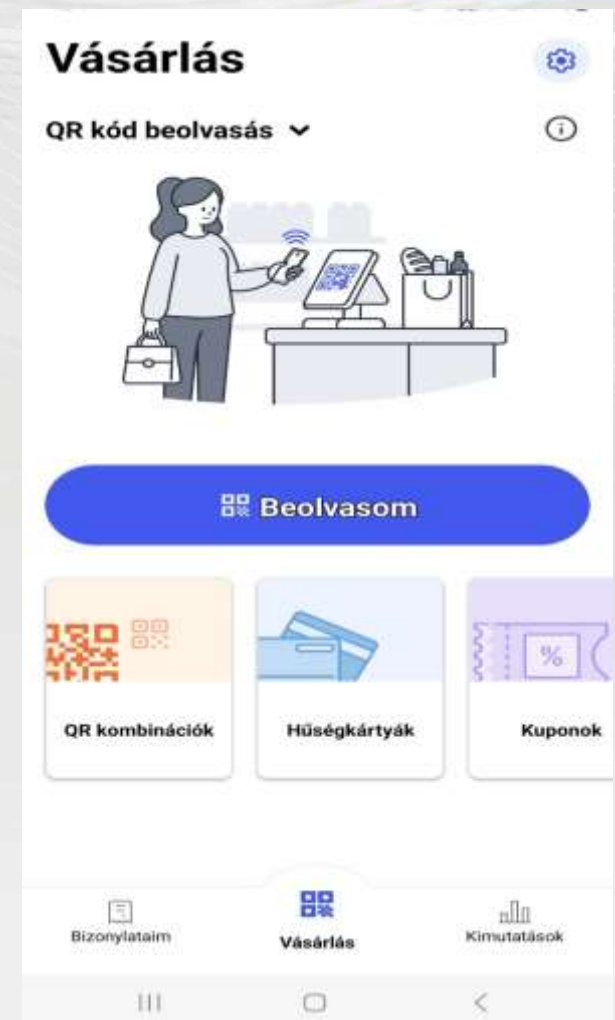 Vásárlás
QR kód beolvasás
Beolvasom
QR kombinációk
Hűségkártyák
%
Kuponok
Bizonylataim
Vásárlás
Kimutatások